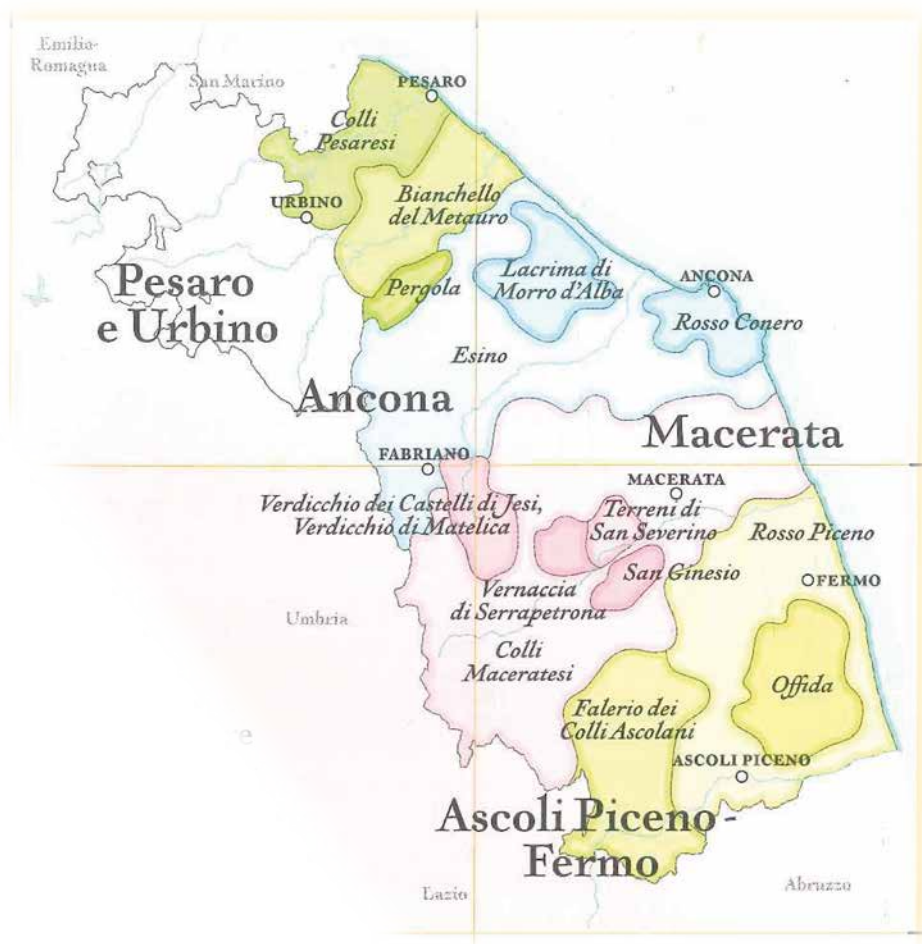 Emilia-
Romagna
San Marino
PESARO
Colli
Pesaresi
URBINO
Bianchello
del Metauro
Pesaro
e Urbino
Pergola
Lacrima di
Morro d'Alba
ANCONA
Rosso Conero
Esino
Ancona
Macerata
FABRIANO
MACERATA
Verdicchio dei Castelli di Jesi,
Verdicchio di Matelica
Terreni di
San Severino
Rosso Piceno
San Ginesio
FERMO
Vernaccia
di Serrapetrona
Umbria
Colli
Maceratesi
Offida
Falerio dei
Colli Ascolani
e
ASCOLI PICENO
Ascoli Piceno-
Fermo
Lazio
Abruzzo